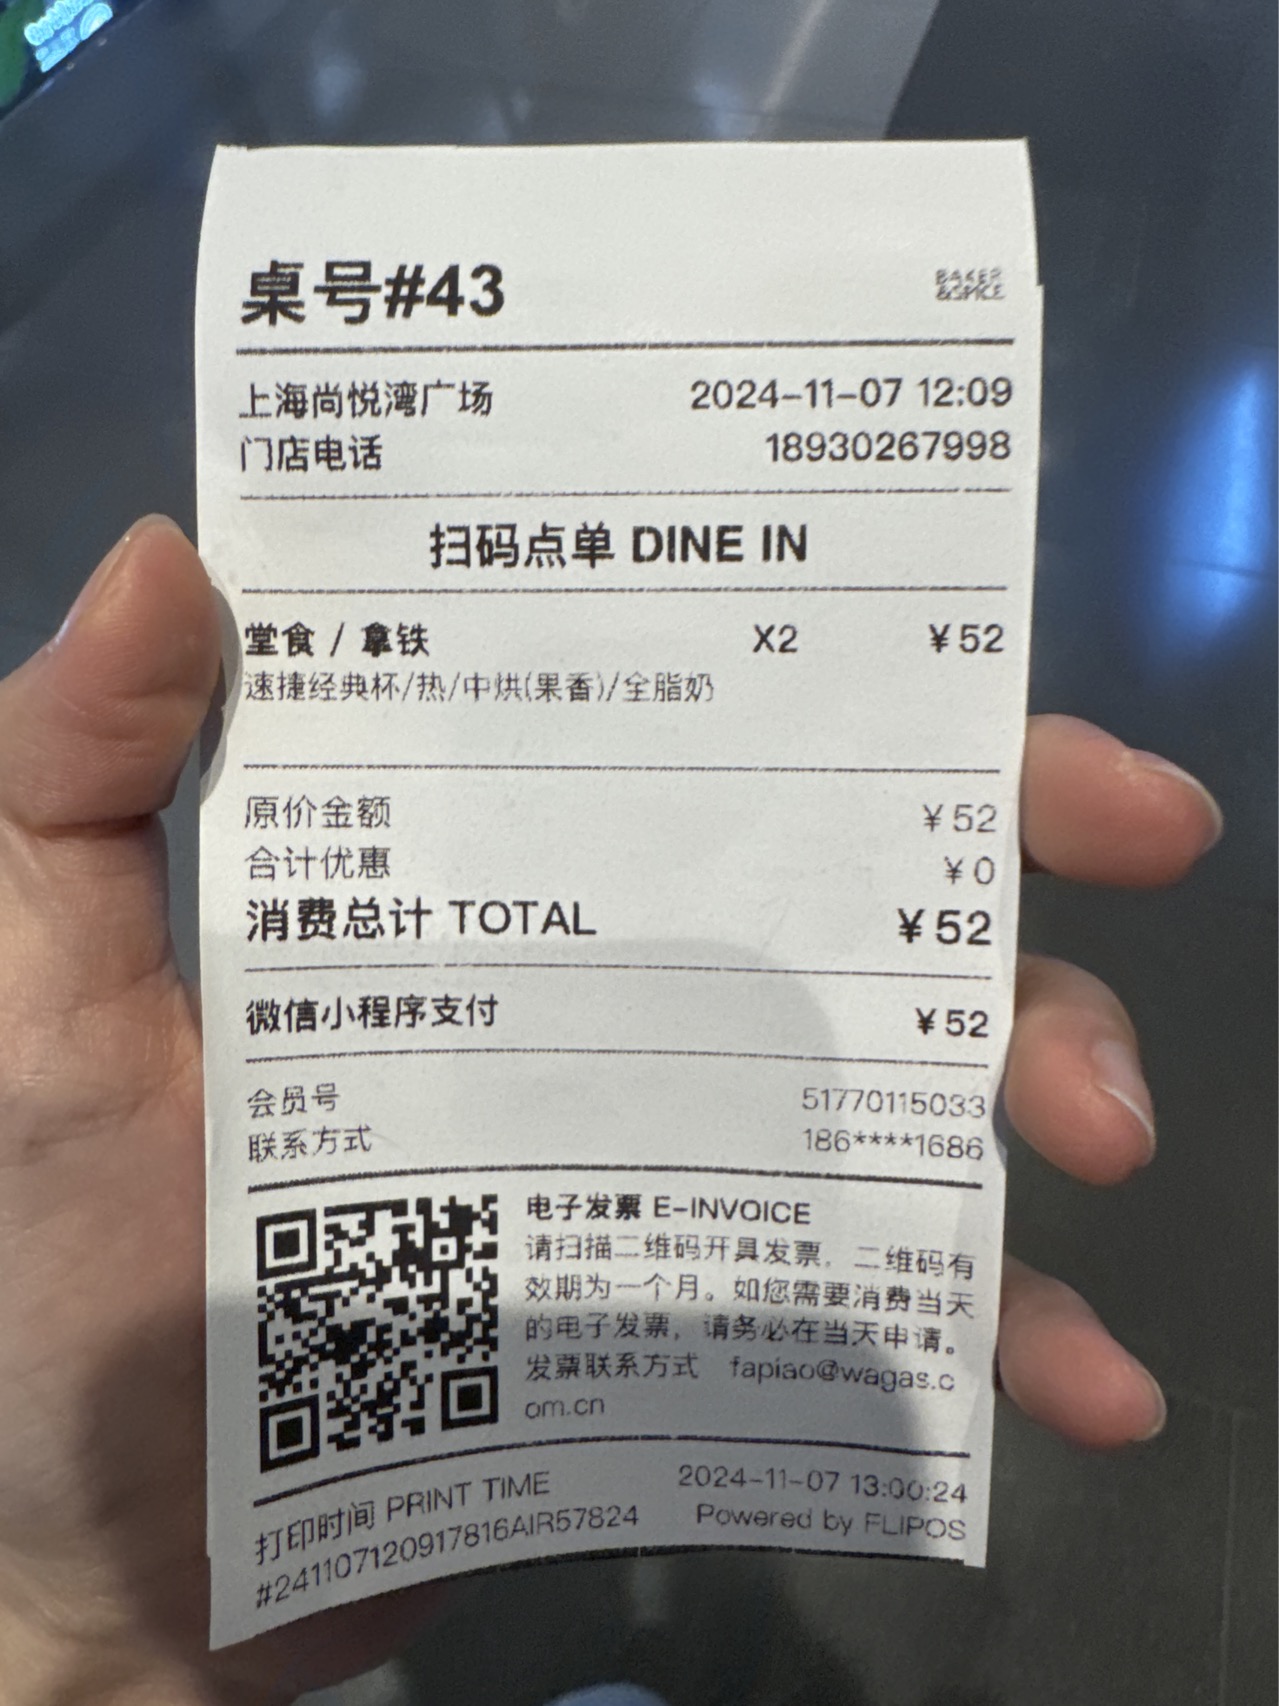 桌号#43
BAKER
&SPICE
上海尚悦湾广场 2024-11-07 12:09
门店电话 18930267998
扫码点单 DINE IN
堂食 / 拿铁 X2 ¥52
速捷经典杯/热/中烘(果香)/全脂奶
原价金额 ¥52
合计优惠 ¥0
消费总计 TOTAL ¥52
微信小程序支付 ¥52
会员号 51770115033
联系方式 186****1686
电子发票 E-INVOICE
请扫描二维码开具发票，二维码有
效期为一个月。如您需要消费当天
的电子发票，请务必在当天申请。
发票联系方式 fapiao@wagas.c
om.cn
打印时间 PRINT TIME 2024-11-07 13:00:24
#241107120917816AIR57824 Powered by FLIPOS